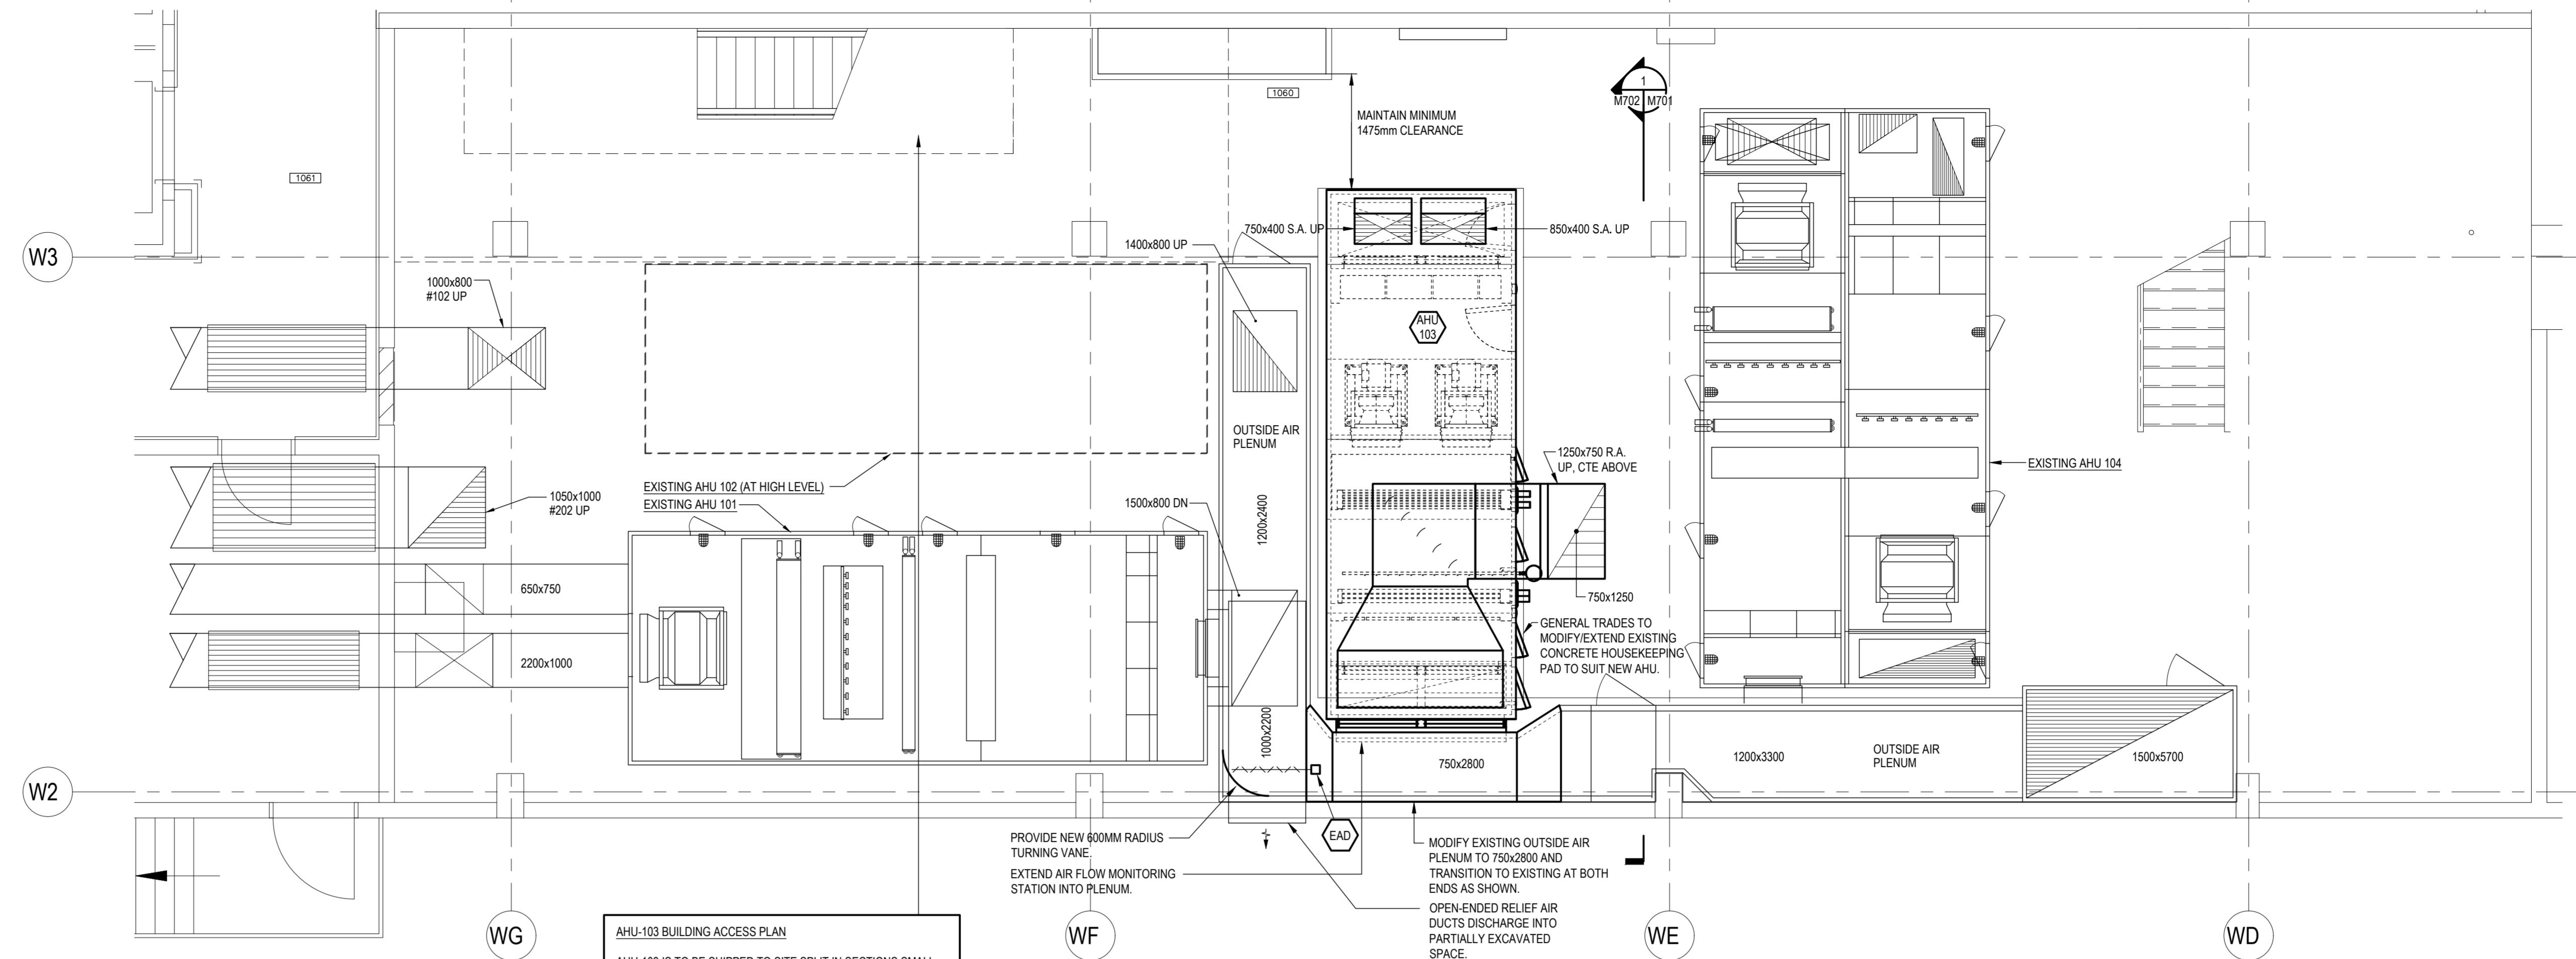 1
M702
M701
1060
MAINTAIN MINIMUM
1475mm CLEARANCE
1061
W3
750x400 S.A. UP
850x400 S.A. UP
1400x800 UP
1000x800
#102 UP
AHU
103
OUTSIDE AIR
PLENUM
1250x750 R.A.
UP, CTE ABOVE
EXISTING AHU 104
EXISTING AHU 102 (AT HIGH LEVEL)
EXISTING AHU 101
1050x1000
#202 UP
1500x800 DN
1200x2400
650x750
750x1250
GENERAL TRADES TO
MODIFY/EXTEND EXISTING
CONCRETE HOUSEKEEPING
PAD TO SUIT NEW AHU.
2200x1000
1000x2200
750x2800
1200x3300
OUTSIDE AIR
PLENUM
1500x5700
W2
PROVIDE NEW 600MM RADIUS
TURNING VANE.
EXTEND AIR FLOW MONITORING
STATION INTO PLENUM.
EAD
MODIFY EXISTING OUTSIDE AIR
PLENUM TO 750x2800 AND
TRANSITION TO EXISTING AT BOTH
ENDS AS SHOWN.
OPEN-ENDED RELIEF AIR
DUCTS DISCHARGE INTO
PARTIALLY EXCAVATED
SPACE.
WG
WF
WE
WD
AHU-103 BUILDING ACCESS PLAN